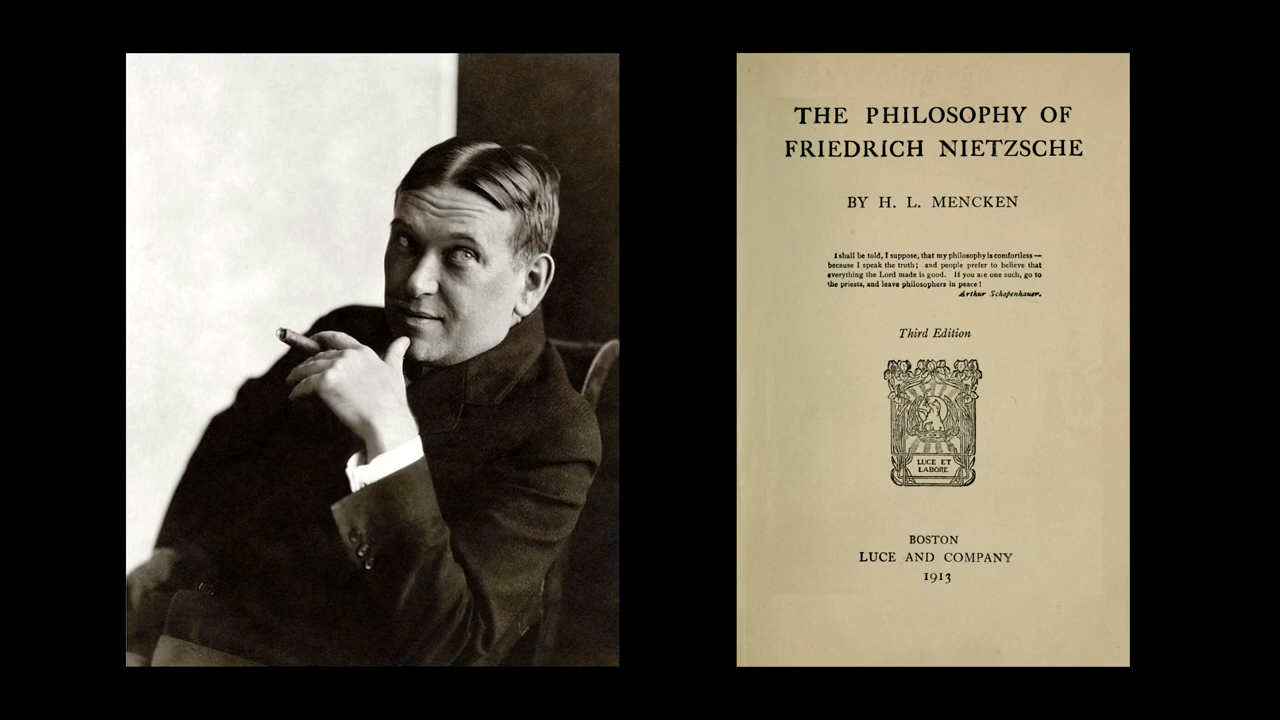 THE PHILOSOPHY OF
FRIEDRICH NIETZSCHE
BY H. L. MENCKEN
I shall be told, I suppose, that my philosophy is comfortless —
because I speak the truth; and people prefer to believe that
everything the Lord made is good. If you are one such, go to
the priests, and leave philosophers in peace!
Arthur Schopenhauer.
Third Edition
LUCE ET
LABORE
BOSTON
LUCE AND COMPANY
1913